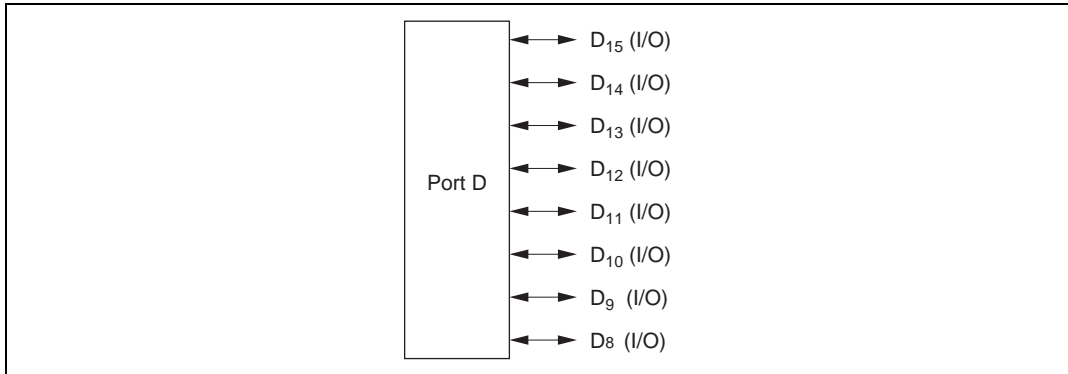 D15 (I/O)
D14 (I/O)
D13 (I/O)
D12 (I/O)
Port D
D11 (I/O)
D10 (I/O)
D9 (I/O)
D8 (I/O)